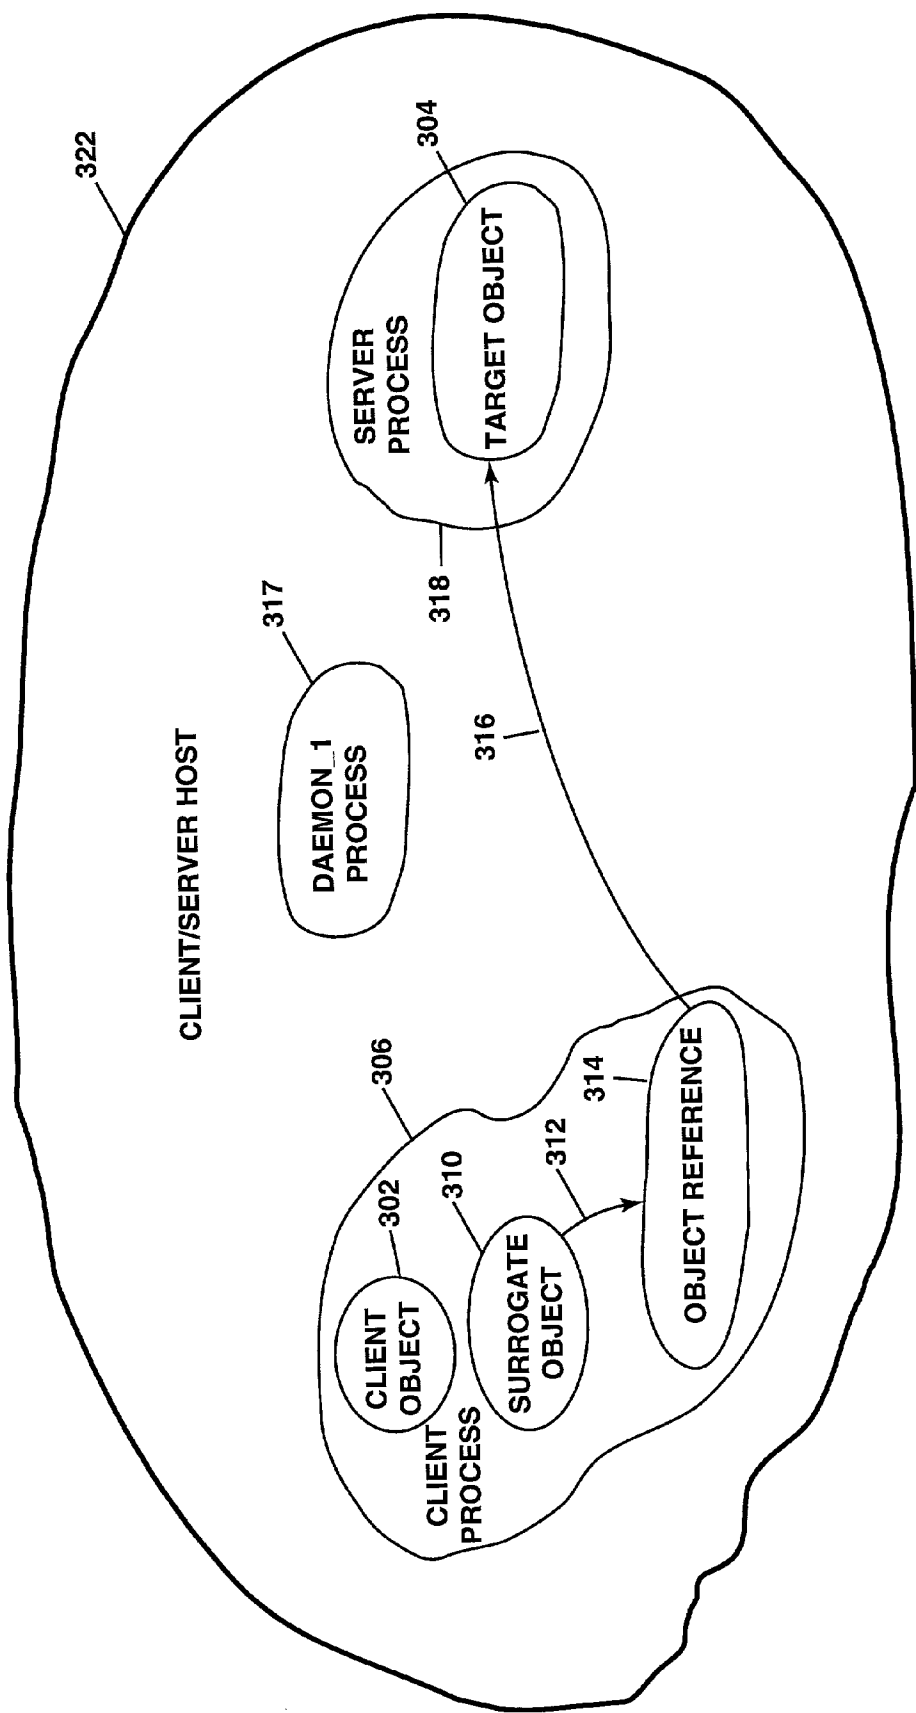 322
CLIENT/SERVER HOST
317
DAEMON_1
PROCESS
304
SERVER
PROCESS
TARGET OBJECT
318
316
306
302
CLIENT
OBJECT
CLIENT
PROCESS
310
SURROGATE
OBJECT
312
314
OBJECT REFERENCE